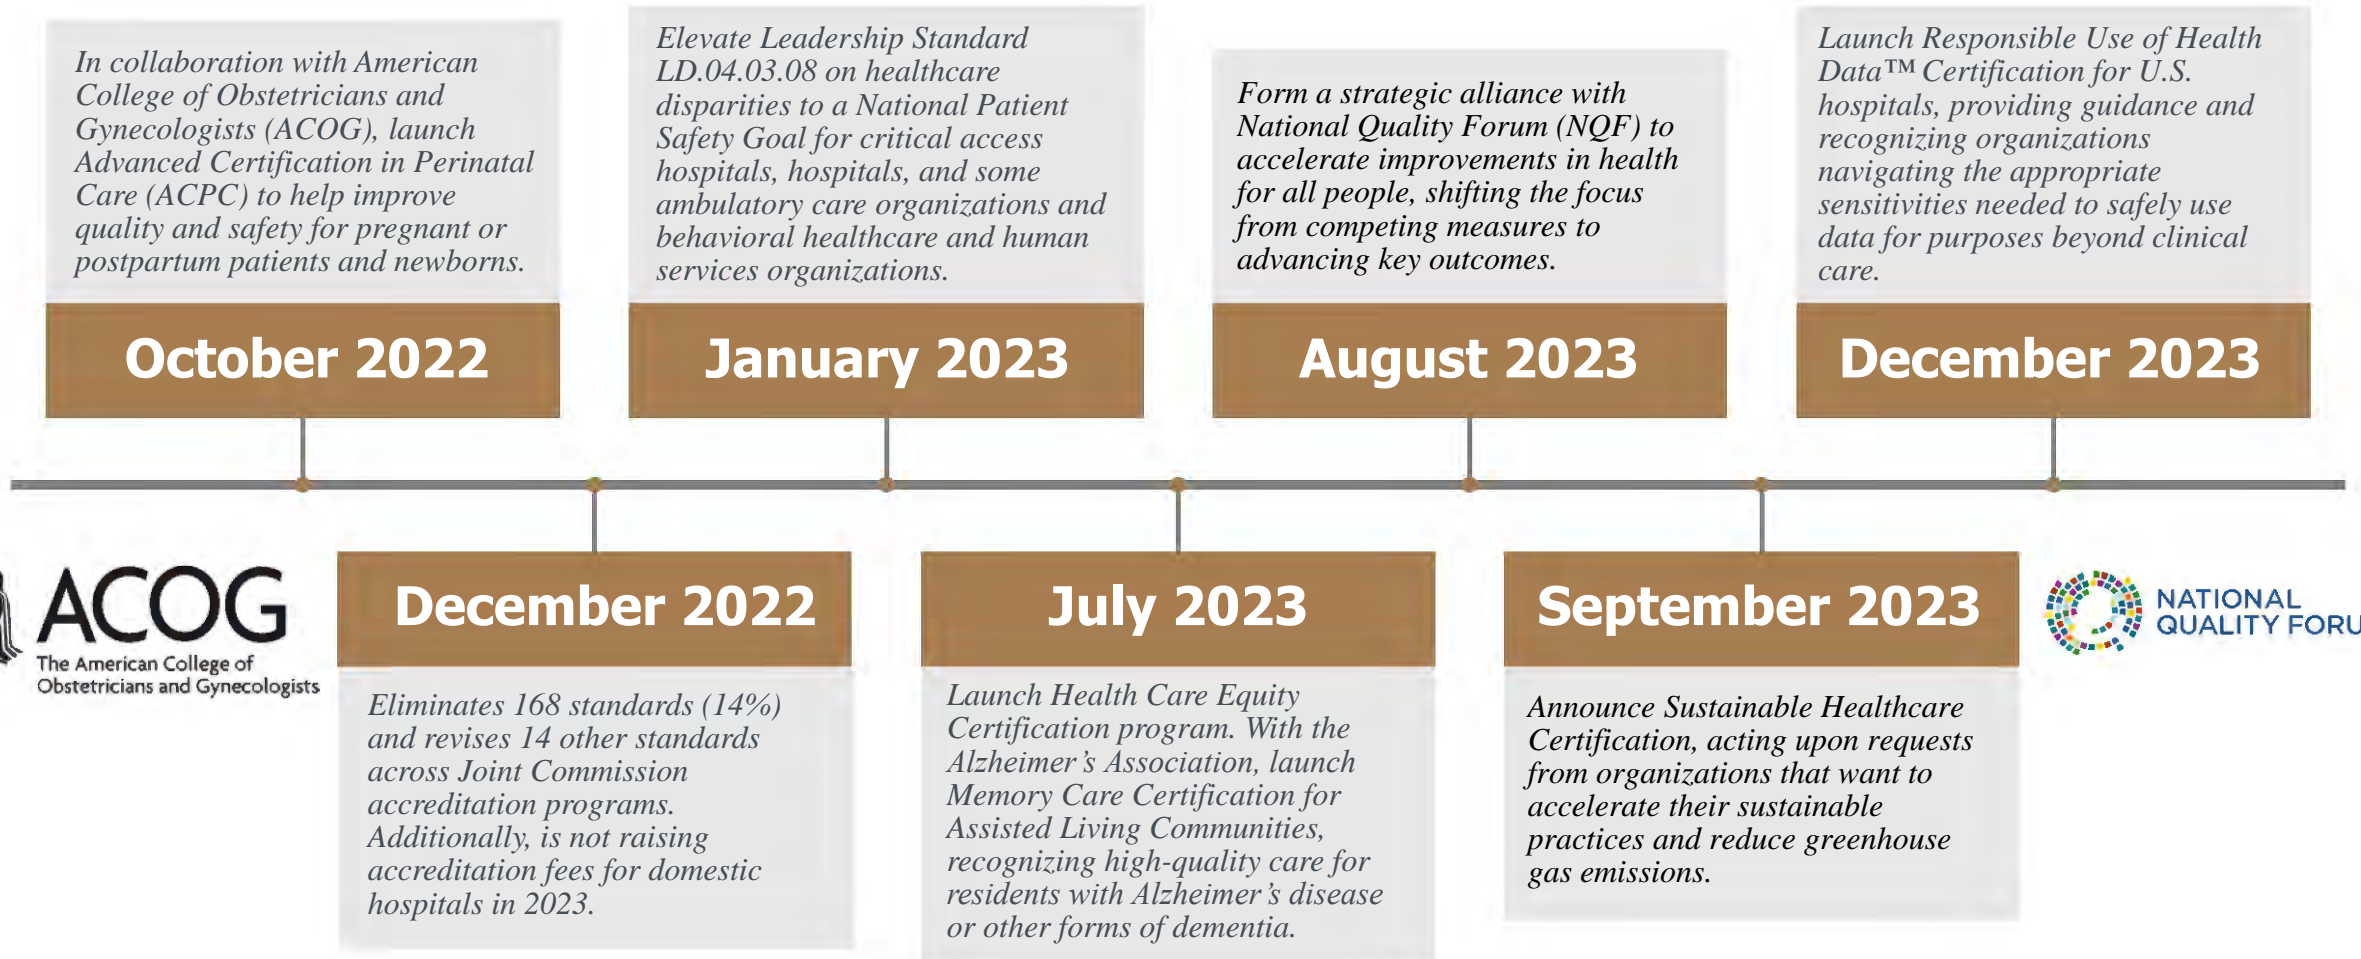 In collaboration with American
College of Obstetricians and
Gynecologists (ACOG), launch
Advanced Certification in Perinatal
Care (ACPC) to help improve
quality and safety for pregnant or
postpartum patients and newborns.
October 2022
Elevate Leadership Standard
LD.04.03.08 on healthcare
disparities to a National Patient
Safety Goal for critical access
hospitals, hospitals, and some
ambulatory care organizations and
behavioral healthcare and human
services organizations.
January 2023
Form a strategic alliance with
National Quality Forum (NQF) to
accelerate improvements in health
for all people, shifting the focus
from competing measures to
advancing key outcomes.
August 2023
Launch Responsible Use of Health
Data™ Certification for U.S.
hospitals, providing guidance and
recognizing organizations
navigating the appropriate
sensitivities needed to safely use
data for purposes beyond clinical
care.
December 2023
ACOG
The American College of
Obstetricians and Gynecologists
December 2022
Eliminates 168 standards (14%)
and revises 14 other standards
across Joint Commission
accreditation programs.
Additionally, is not raising
accreditation fees for domestic
hospitals in 2023.
July 2023
Launch Health Care Equity
Certification program. With the
Alzheimer's Association, launch
Memory Care Certification for
Assisted Living Communities,
recognizing high-quality care for
residents with Alzheimer's disease
or other forms of dementia.
September 2023
Announce Sustainable Healthcare
Certification, acting upon requests
from organizations that want to
accelerate their sustainable
practices and reduce greenhouse
gas emissions.
NATIONAL
QUALITY FORU